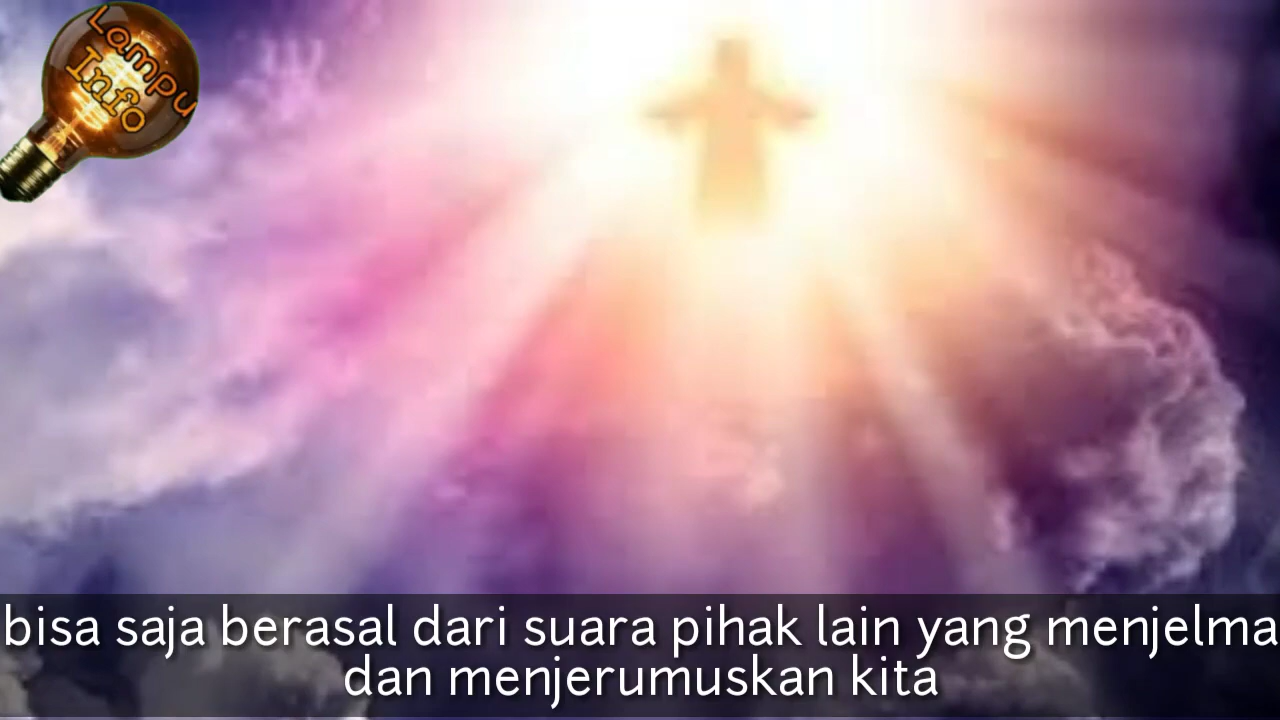 Lampu
Info
bisa saja berasal dari suara pihak lain yang menjelma
dan menjerumuskan kita